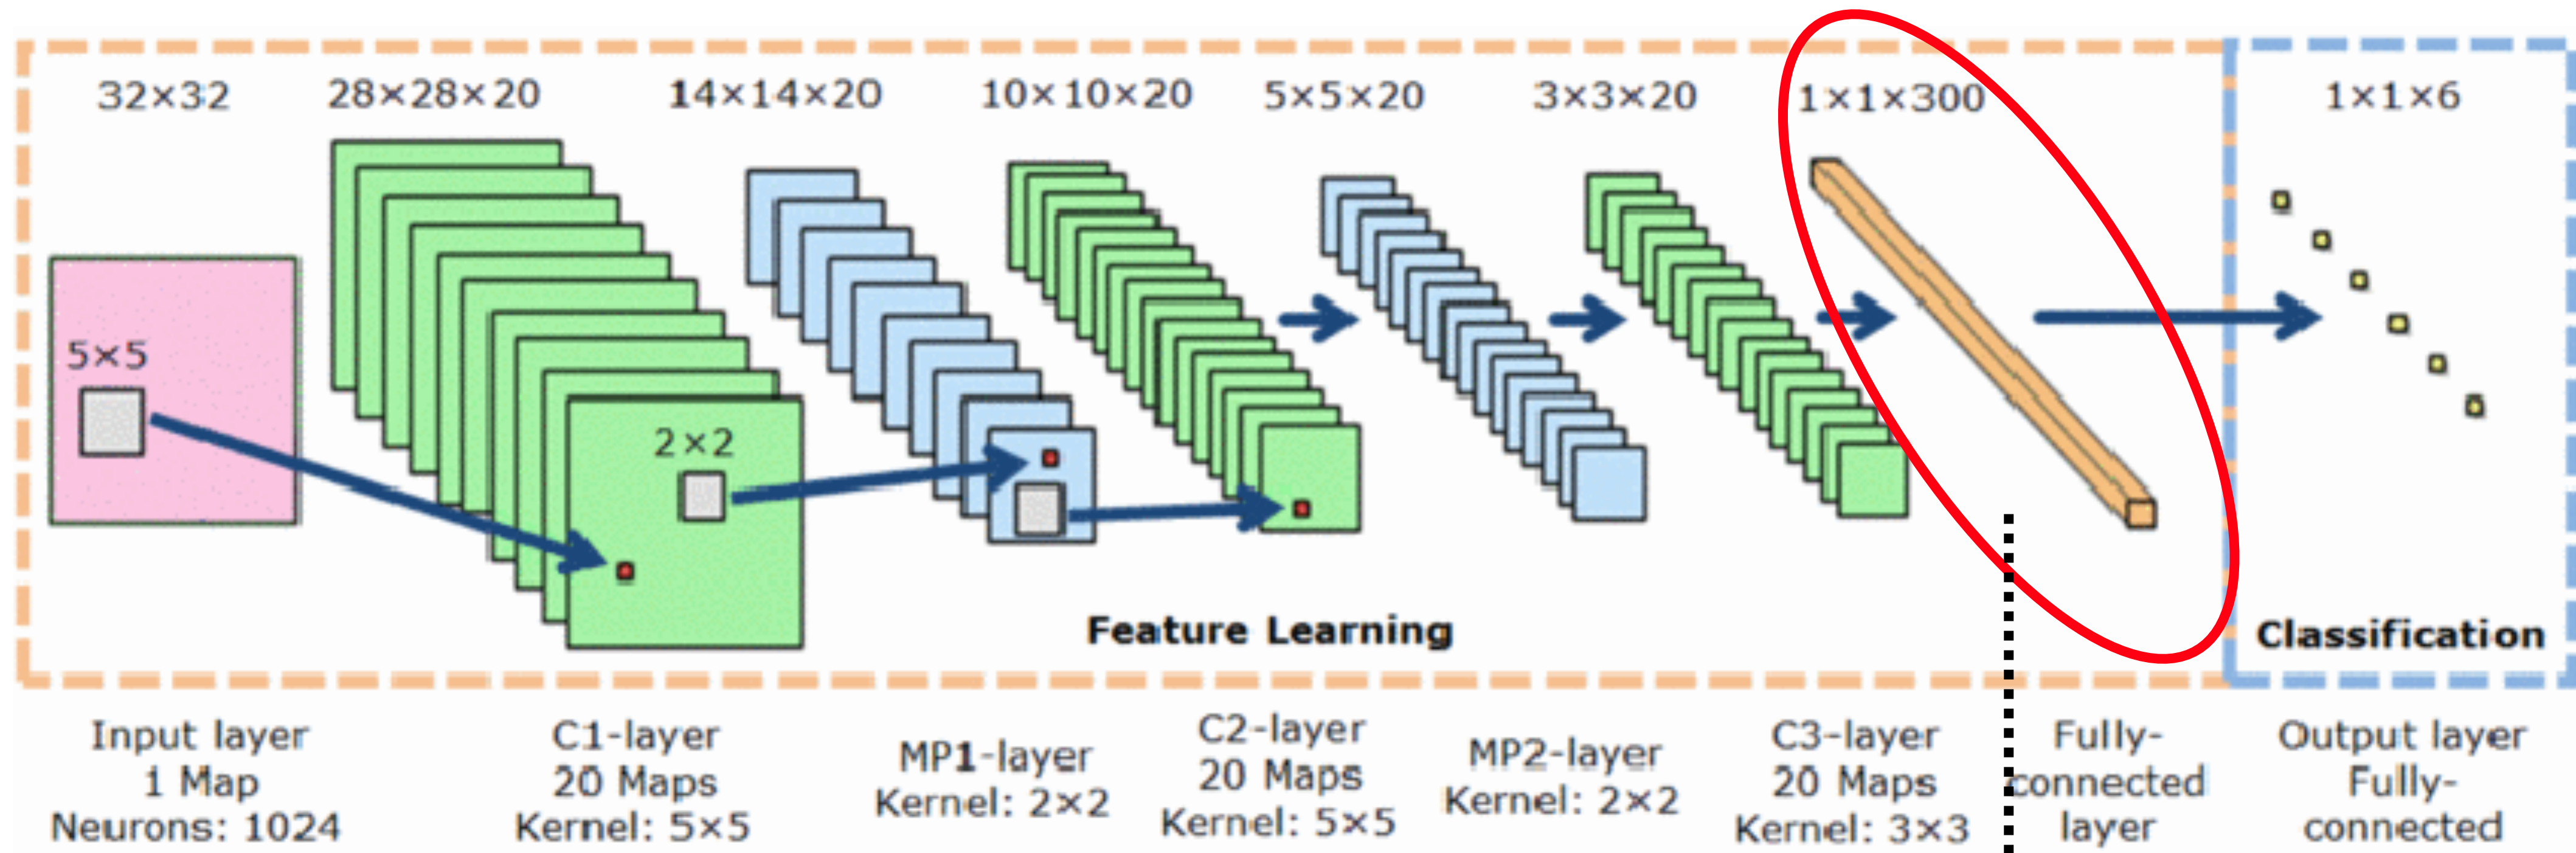 32×32
28×28×20
14×14×20
10×10×20
5×5×20
3×3×20
1×1×300
1×1×6
5×5
2×2
Feature Learning
Classification
Input layer
1 Map
Neurons: 1024
C1-layer
20 Maps
Kernel: 5×5
MP1-layer
Kernel: 2×2
C2-layer
20 Maps
Kernel: 5×5
MP2-layer
Kernel: 2×2
C3-layer
20 Maps
Kernel: 3×3
Fully-
connected
layer
Output layer
Fully-
connected